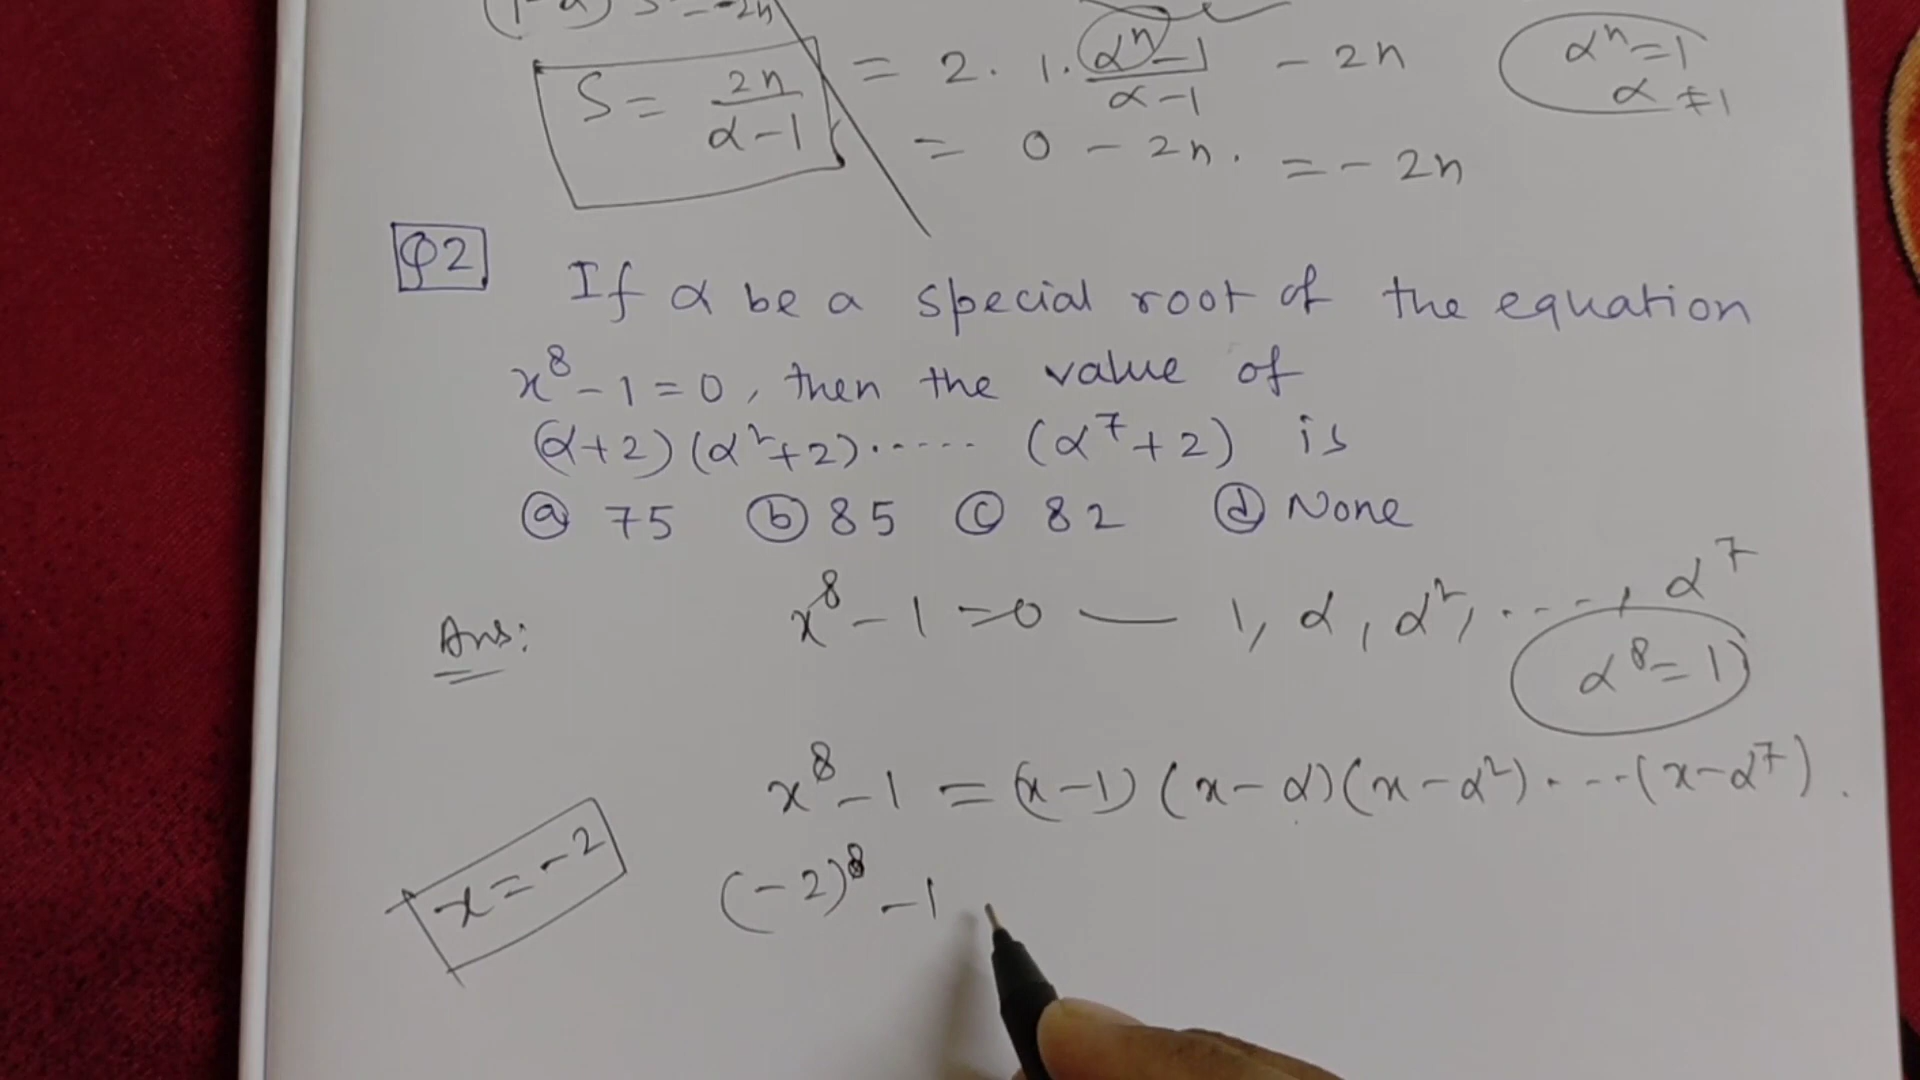 (1-α) S = -2n
S = 2n/(α-1) = 2. 1. (αⁿ-1)/(α-1) - 2n
αⁿ=1
α ≠1
= 0 - 2n. = - 2n
Q2 If α be a special root of the equation
x⁸-1=0, then the value of
(α+2)(α²+2)..... (α⁷+2) is
(a) 75 (b) 85 (c) 82 (d) None
Ans: x⁸-1=0 — 1, α, α², ...., α⁷
α⁸=1
x⁸-1 = (x-1)(x-α)(x-α²)....(x-α⁷).
x=-2 (-2)⁸-1